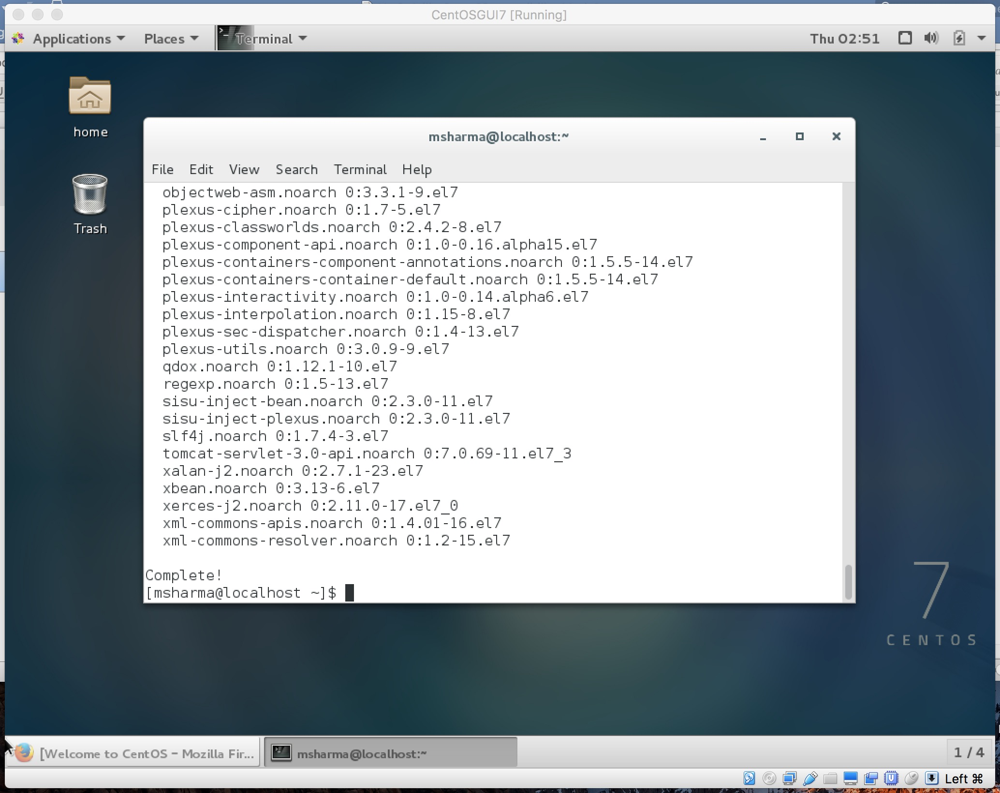 CentOSGUI7 [Running]
Applications Places Terminal Thu 02:51
home
Trash
msharma@localhost:~
File Edit View Search Terminal Help
objectweb-asm.noarch 0:3.3.1-9.el7
plexus-cipher.noarch 0:1.7-5.el7
plexus-classworlds.noarch 0:2.4.2-8.el7
plexus-component-api.noarch 0:1.0-0.16.alpha15.el7
plexus-containers-component-annotations.noarch 0:1.5.5-14.el7
plexus-containers-container-default.noarch 0:1.5.5-14.el7
plexus-interactivity.noarch 0:1.0-0.14.alpha6.el7
plexus-interpolation.noarch 0:1.15-8.el7
plexus-sec-dispatcher.noarch 0:1.4-13.el7
plexus-utils.noarch 0:3.0.9-9.el7
qdox.noarch 0:1.12.1-10.el7
regexp.noarch 0:1.5-13.el7
sisu-inject-bean.noarch 0:2.3.0-11.el7
sisu-inject-plexus.noarch 0:2.3.0-11.el7
slf4j.noarch 0:1.7.4-3.el7
tomcat-servlet-3.0-api.noarch 0:7.0.69-11.el7_3
xalan-j2.noarch 0:2.7.1-23.el7
xbean.noarch 0:3.13-6.el7
xerces-j2.noarch 0:2.11.0-17.el7_0
xml-commons-apis.noarch 0:1.4.01-16.el7
xml-commons-resolver.noarch 0:1.2-15.el7
Complete!
[msharma@localhost ~]$
7
CENTOS
[Welcome to CentOS – Mozilla Fir... msharma@localhost:~ 1 / 4
Left ⌘